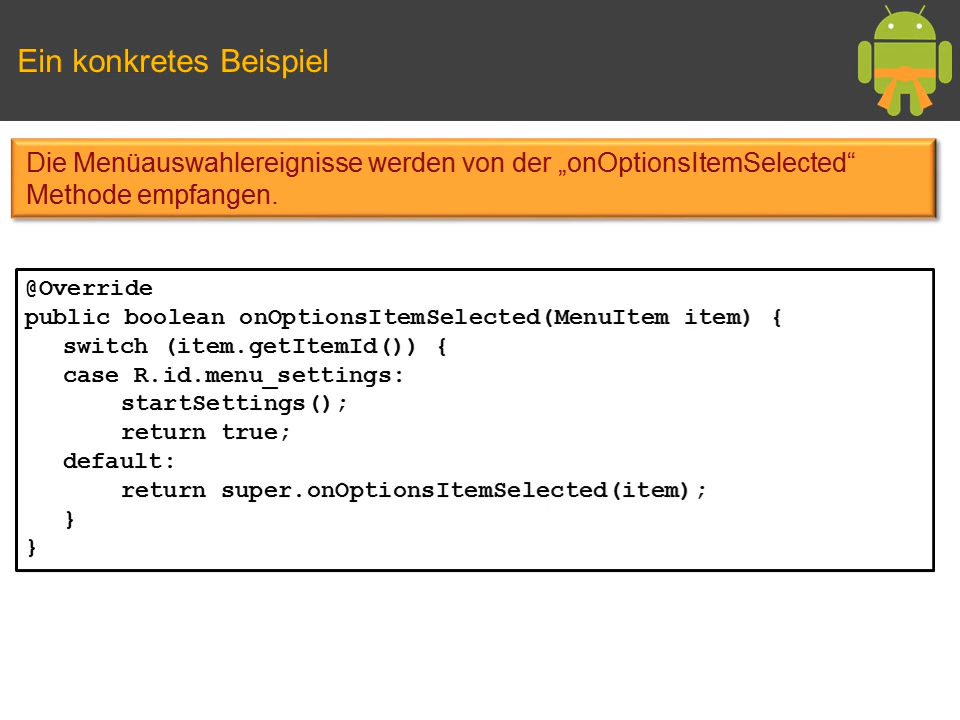 Ein konkretes Beispiel
Die Menüauswahlereignisse werden von der „onOptionsItemSelected“
Methode empfangen.
@Override
public boolean onOptionsItemSelected(MenuItem item) {
switch (item.getItemId()) {
case R.id.menu_settings:
startSettings();
return true;
default:
return super.onOptionsItemSelected(item);
}
}